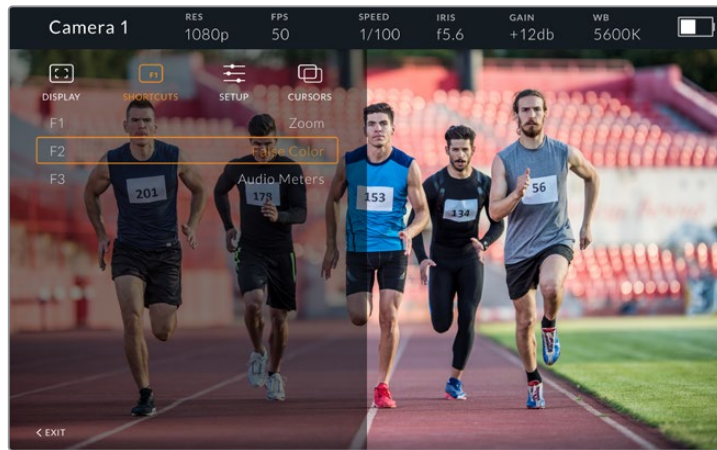 Camera 1
RES
1080p
FPS
50
SPEED
1/100
IRIS
f5.6
GAIN
+12db
WB
5600K
DISPLAY
F1
SHORTCUTS
SETUP
CURSORS
F1 Zoom
F2 False Color
F3 Audio Meters
201
178
153
134
56
< EXIT